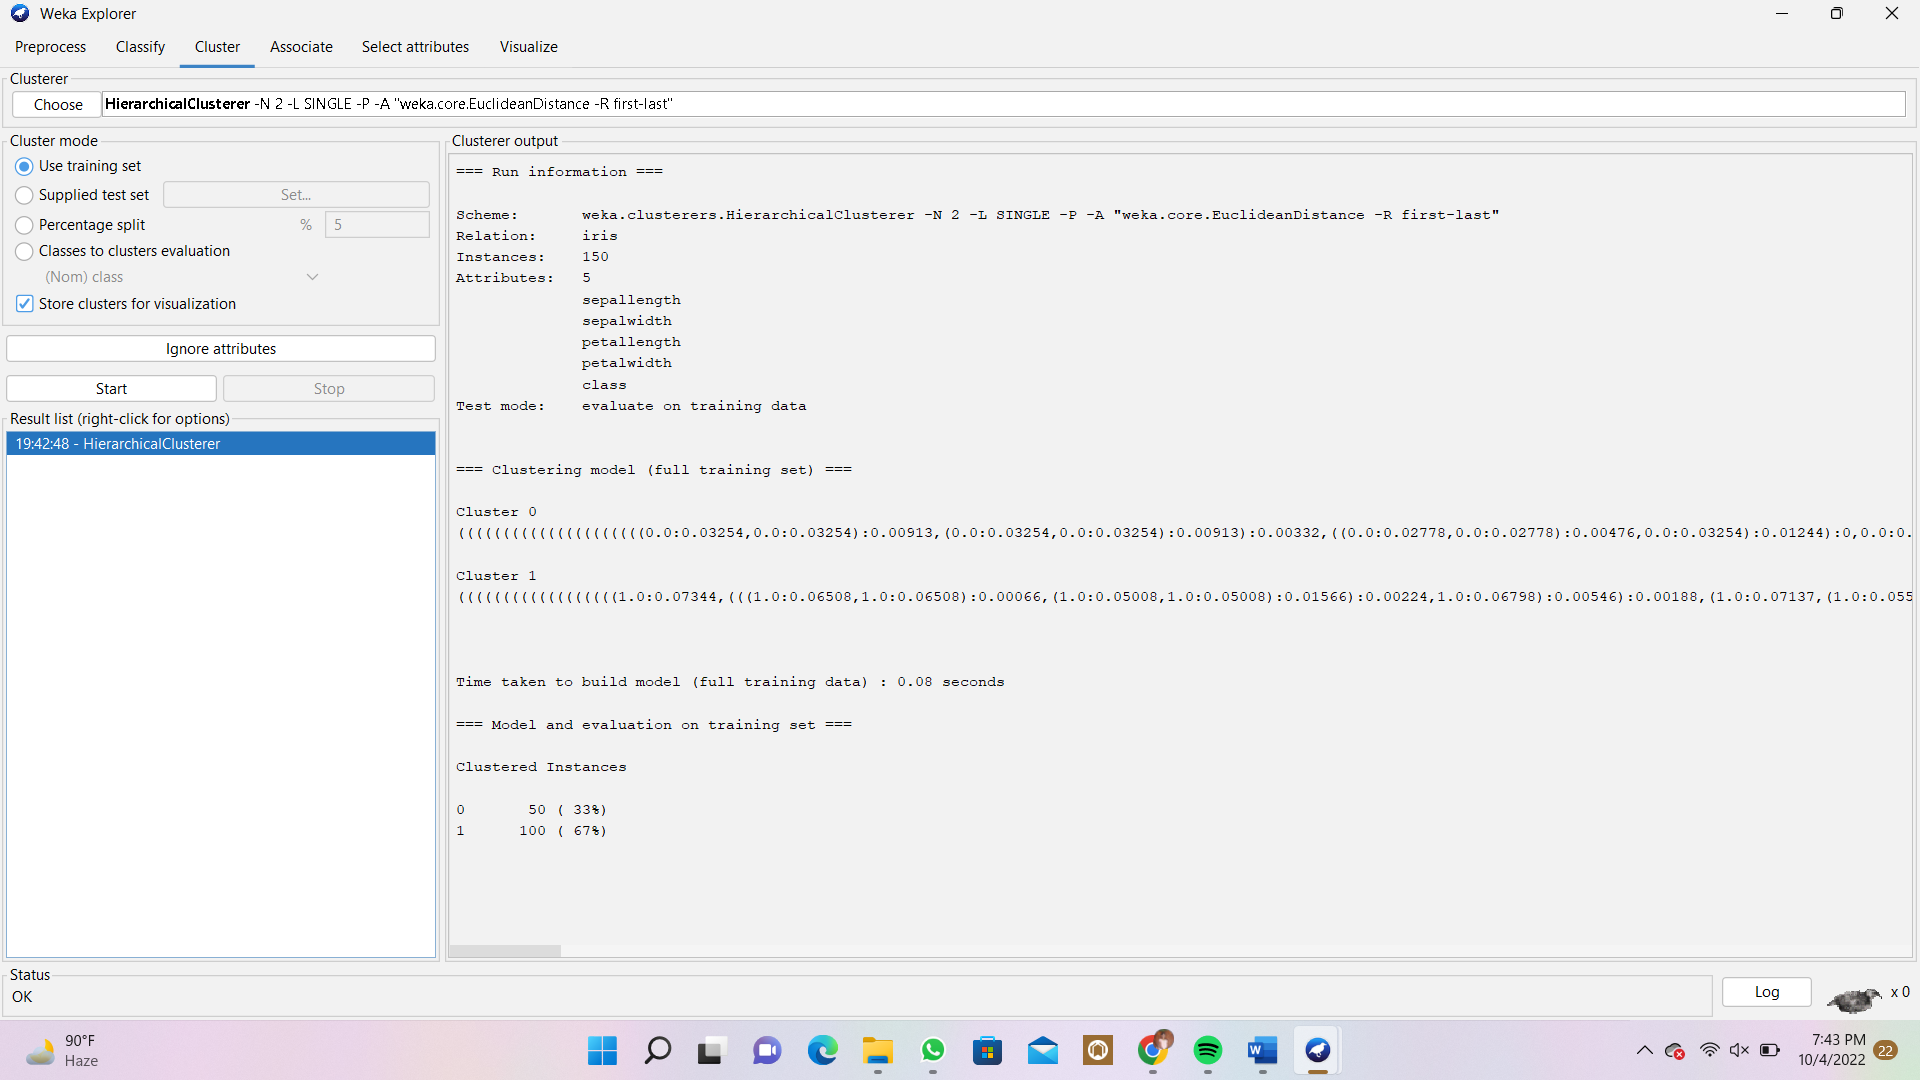 Weka Explorer
Preprocess Classify Cluster Associate Select attributes Visualize
Clusterer
Choose HierarchicalClusterer -N 2 -L SINGLE -P -A "weka.core.EuclideanDistance -R first-last"
Cluster mode
Use training set
Supplied test set Set...
Percentage split % 5
Classes to clusters evaluation
(Nom) class
Store clusters for visualization
Ignore attributes
Start Stop
Result list (right-click for options)
19:42:48 - HierarchicalClusterer
Clusterer output
=== Run information ===
Scheme: weka.clusterers.HierarchicalClusterer -N 2 -L SINGLE -P -A "weka.core.EuclideanDistance -R first-last"
Relation: iris
Instances: 150
Attributes: 5
sepallength
sepalwidth
petallength
petalwidth
class
Test mode: evaluate on training data
=== Clustering model (full training set) ===
Cluster 0
(((((((((((((((((((((0.0:0.03254,0.0:0.03254):0.00913,(0.0:0.03254,0.0:0.03254):0.00913):0.00332,((0.0:0.02778,0.0:0.02778):0.00476,0.0:0.03254):0.01244):0,0.0:0.
Cluster 1
((((((((((((((((((1.0:0.07344,(((1.0:0.06508,1.0:0.06508):0.00066,(1.0:0.05008,1.0:0.05008):0.01566):0.00224,1.0:0.06798):0.00546):0.00188,(1.0:0.07137,(1.0:0.055
Time taken to build model (full training data) : 0.08 seconds
=== Model and evaluation on training set ===
Clustered Instances
0 50 ( 33%)
1 100 ( 67%)
Status
OK
Log x 0
90°F
Haze
7:43 PM
10/4/2022
22